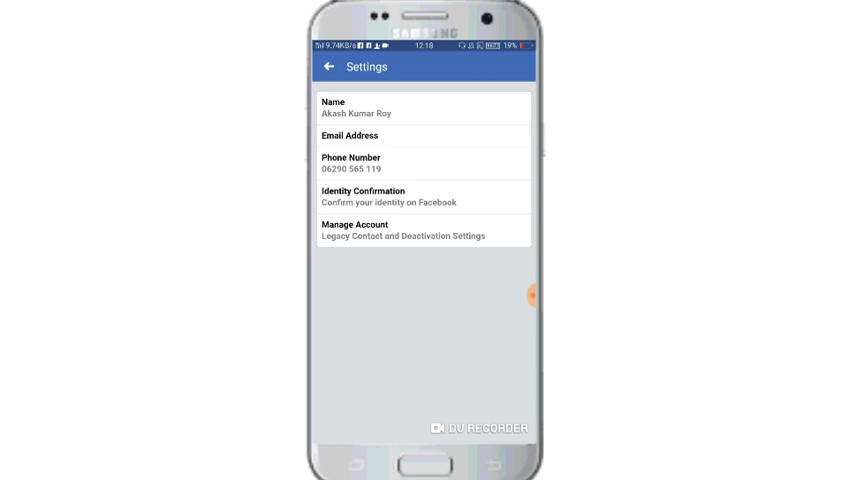 SAMSUNG
9.74KB/s 12:18 19%
Settings
Name
Akash Kumar Roy
Email Address
Phone Number
06290 565 119
Identity Confirmation
Confirm your identity on Facebook
Manage Account
Legacy Contact and Deactivation Settings
DU RECORDER